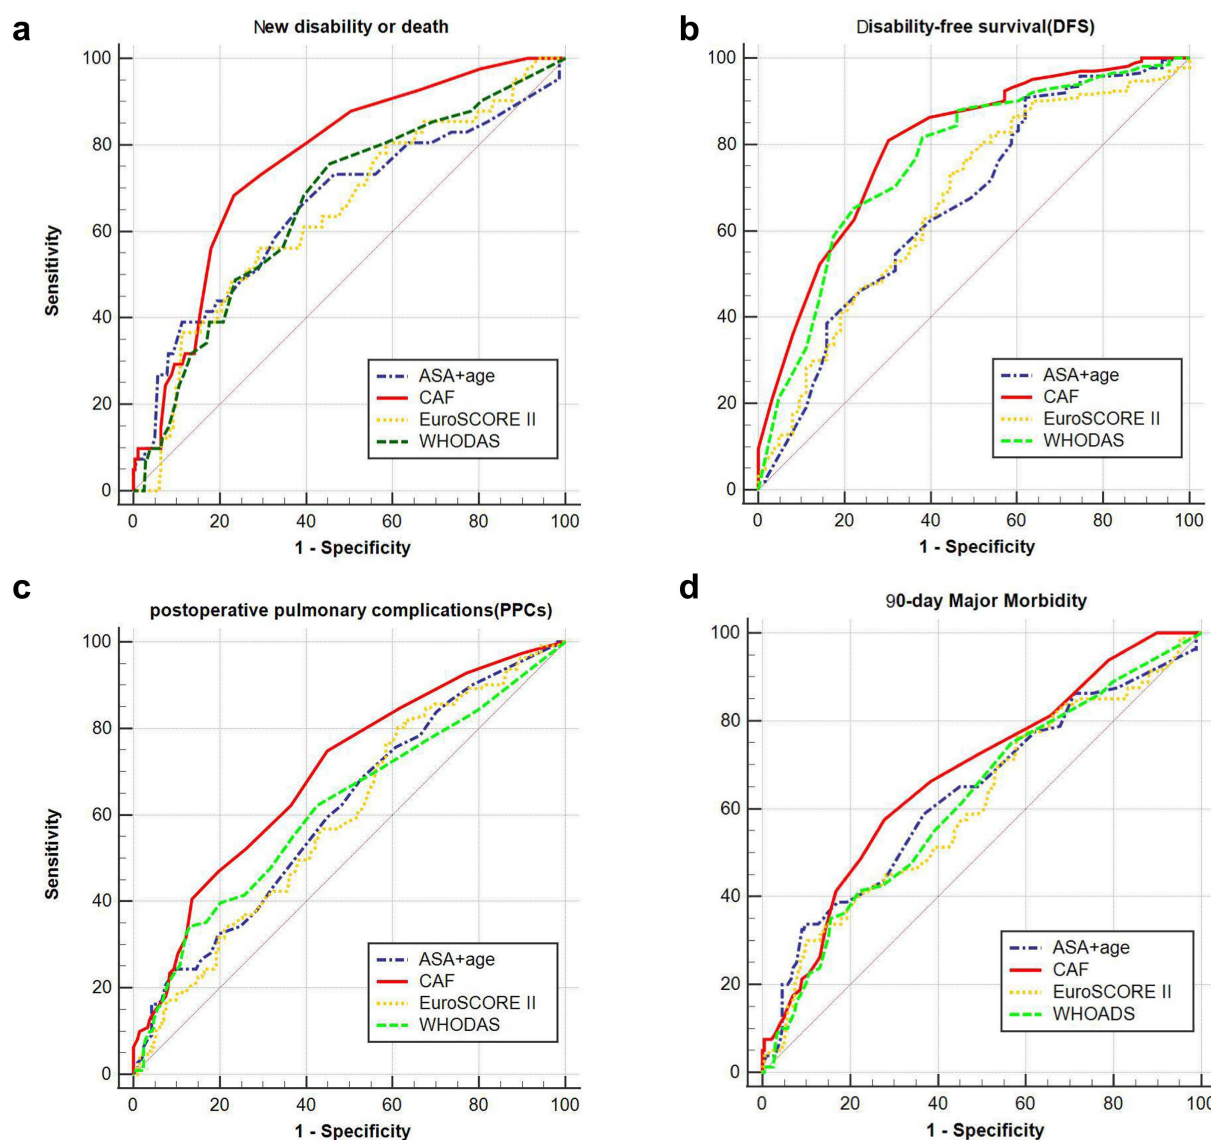 a
New disability or death
100
80
60
40
20
0
Sensitivity
ASA+age
CAF
EuroSCORE II
WHODAS
0 20 40 60 80 100
1 - Specificity
b
Disability-free survival(DFS)
100
80
60
40
20
0
ASA+age
CAF
EuroSCORE II
WHODAS
0 20 40 60 80 100
1 - Specificity
c
postoperative pulmonary complications(PPCs)
100
80
60
40
20
0
Sensitivity
ASA+age
CAF
EuroSCORE II
WHODAS
0 20 40 60 80 100
1 - Specificity
d
90-day Major Morbidity
100
80
60
40
20
0
ASA+age
CAF
EuroSCORE II
WHOADS
0 20 40 60 80 100
1 - Specificity